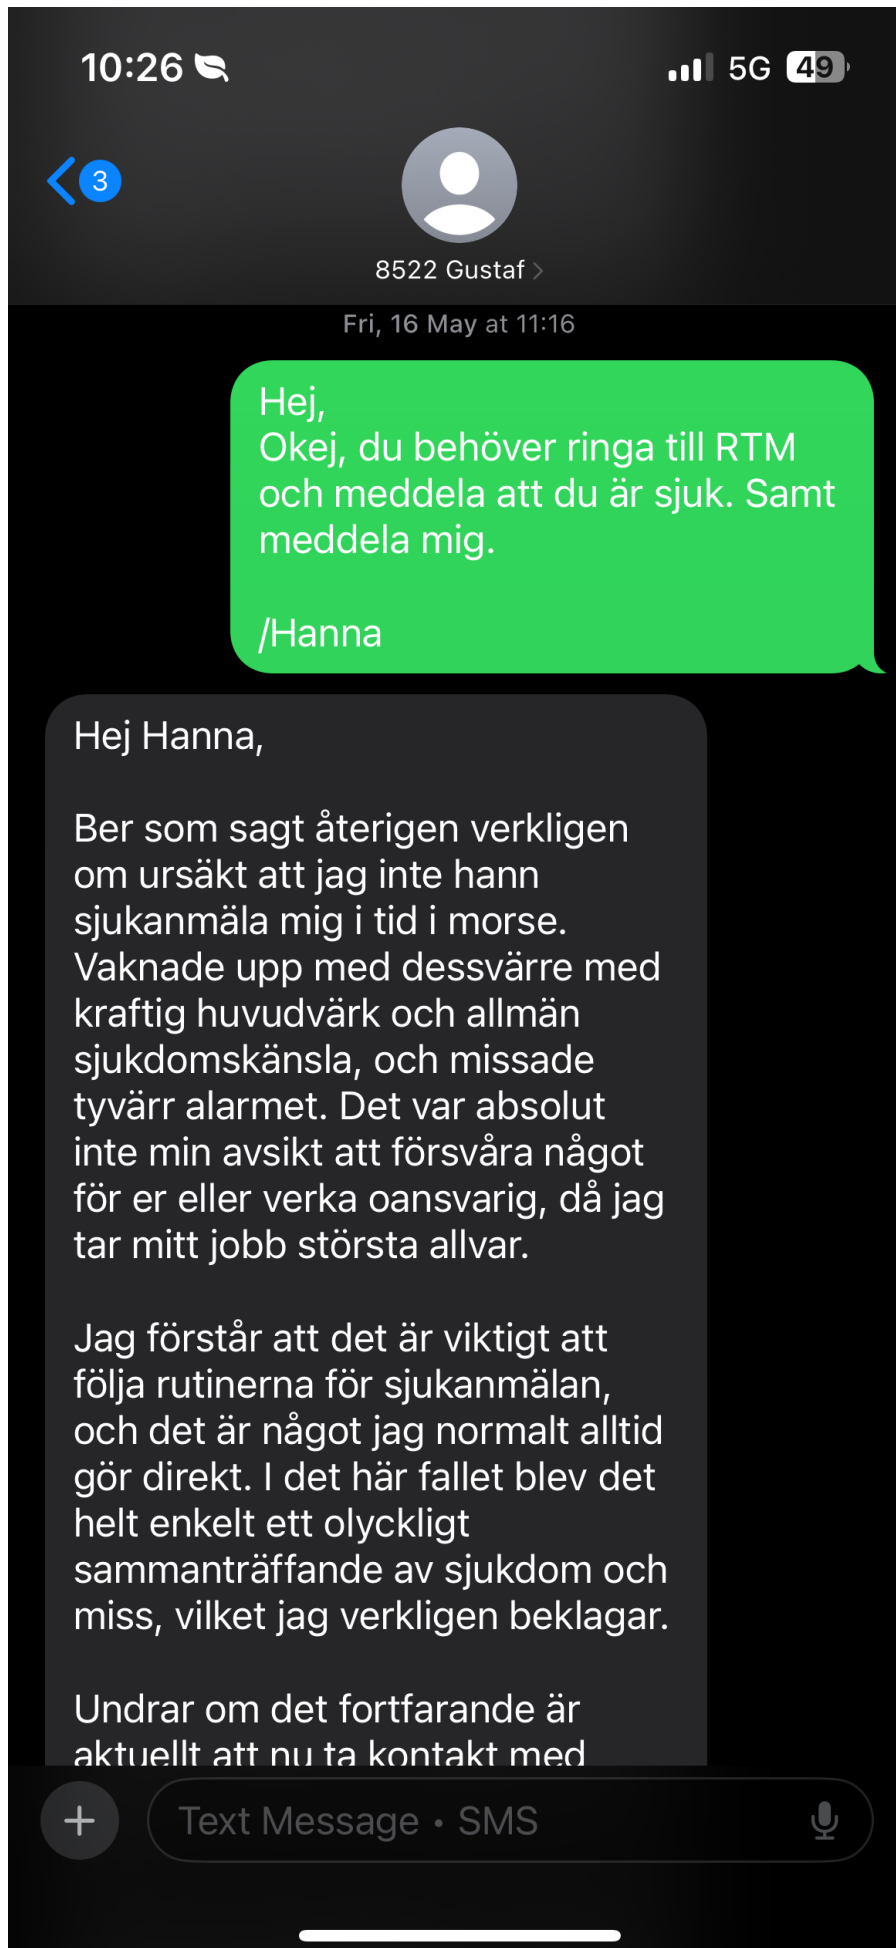 10:26
5G 49
3
8522 Gustaf
Fri, 16 May at 11:16
Hej,
Okej, du behöver ringa till RTM
och meddela att du är sjuk. Samt
meddela mig.
/Hanna
Hej Hanna,
Ber som sagt återigen verkligen
om ursäkt att jag inte hann
sjukanmäla mig i tid i morse.
Vaknade upp med dessvärre med
kraftig huvudvärk och allmän
sjukdomskänsla, och missade
tyvärr alarmet. Det var absolut
inte min avsikt att försvåra något
för er eller verka oansvarig, då jag
tar mitt jobb största allvar.
Jag förstår att det är viktigt att
följa rutinerna för sjukanmälan,
och det är något jag normalt alltid
gör direkt. I det här fallet blev det
helt enkelt ett olyckligt
sammanträffande av sjukdom och
miss, vilket jag verkligen beklagar.
Undrar om det fortfarande är
aktuellt att nu ta kontakt med
Text Message • SMS